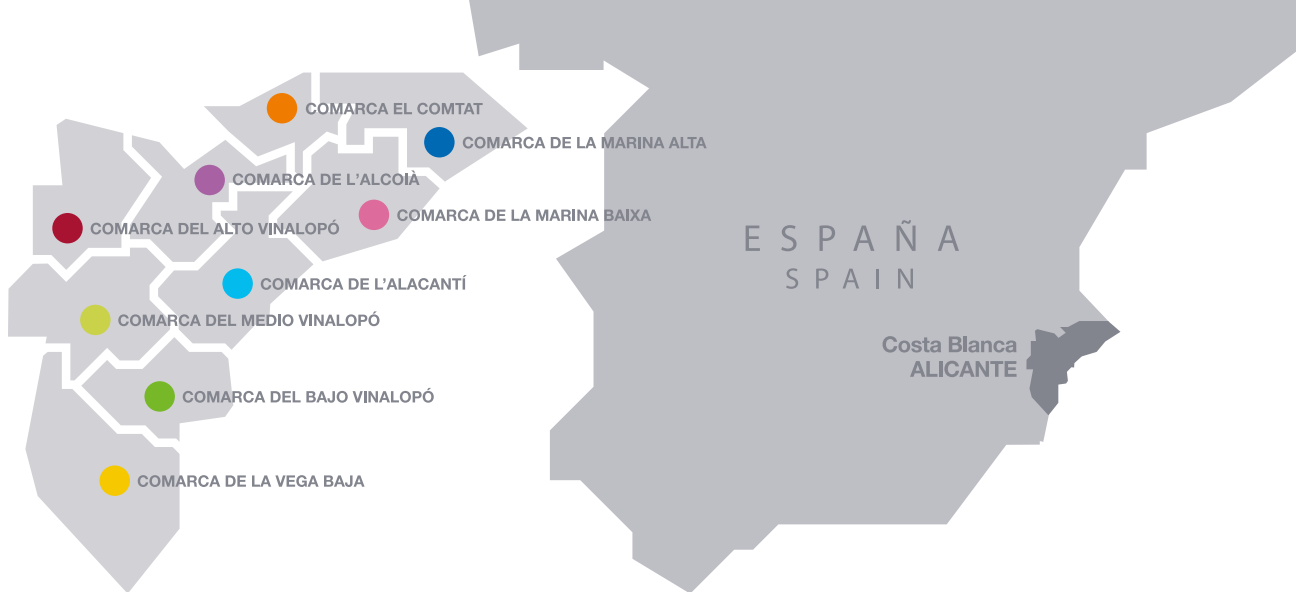 COMARCA EL COMTAT
COMARCA DE LA MARINA ALTA
COMARCA DE L'ALCOIÀ
COMARCA DE LA MARINA BAIXA
COMARCA DEL ALTO VINALOPÓ
COMARCA DE L'ALACANTÍ
COMARCA DEL MEDIO VINALOPÓ
COMARCA DEL BAJO VINALOPÓ
COMARCA DE LA VEGA BAJA
ESPAÑA
SPAIN
Costa Blanca
ALICANTE